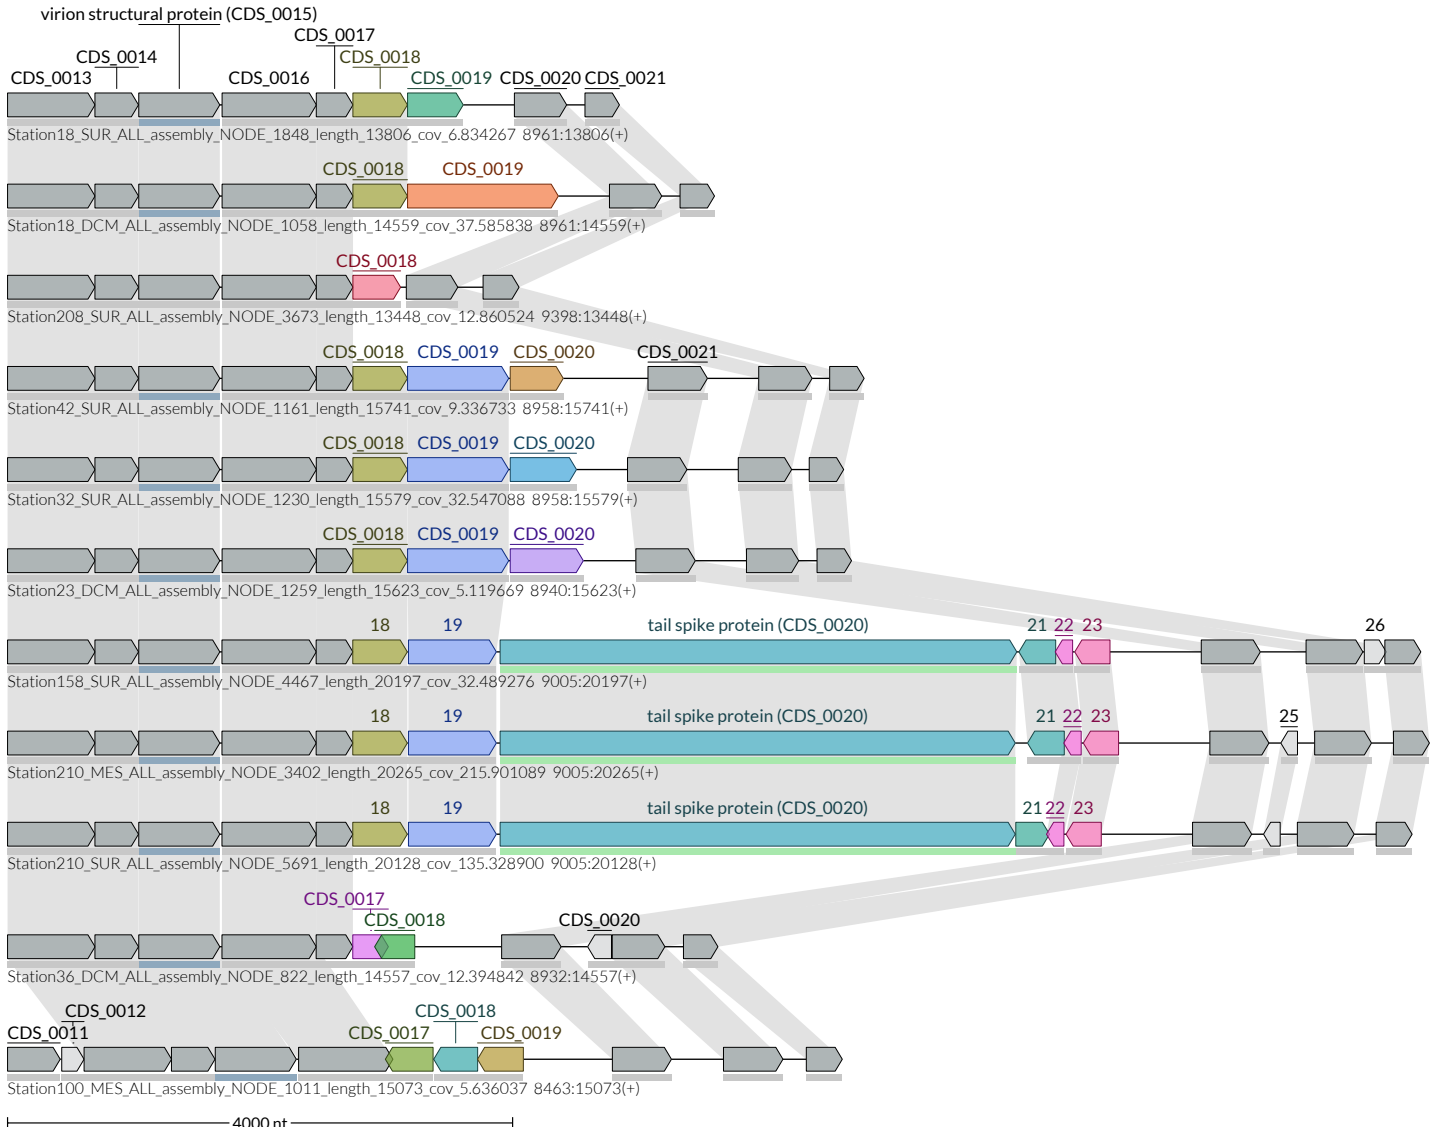 virion structural protein (CDS_0015)
CDS_0017
CDS_0014 CDS_0018
CDS_0013 CDS_0016 CDS_0019 CDS_0020 CDS_0021
Station18_SUR_ALL_assembly_NODE_1848_length_13806_cov_6.834267 8961:13806(+)
CDS_0018 CDS_0019
Station18_DCM_ALL_assembly_NODE_1058_length_14559_cov_37.585838 8961:14559(+)
CDS_0018
Station208_SUR_ALL_assembly_NODE_3673_length_13448_cov_12.860524 9398:13448(+)
CDS_0018 CDS_0019 CDS_0020 CDS_0021
Station42_SUR_ALL_assembly_NODE_1161_length_15741_cov_9.336733 8958:15741(+)
CDS_0018 CDS_0019 CDS_0020
Station32_SUR_ALL_assembly_NODE_1230_length_15579_cov_32.547088 8958:15579(+)
CDS_0018 CDS_0019 CDS_0020
Station23_DCM_ALL_assembly_NODE_1259_length_15623_cov_5.119669 8940:15623(+)
18 19 tail spike protein (CDS_0020) 21 22 23 26
Station158_SUR_ALL_assembly_NODE_4467_length_20197_cov_32.489276 9005:20197(+)
18 19 tail spike protein (CDS_0020) 21 22 23 25
Station210_MES_ALL_assembly_NODE_3402_length_20265_cov_215.901089 9005:20265(+)
18 19 tail spike protein (CDS_0020) 21 22 23
Station210_SUR_ALL_assembly_NODE_5691_length_20128_cov_135.328900 9005:20128(+)
CDS_0017
CDS_0018 CDS_0020
Station36_DCM_ALL_assembly_NODE_822_length_14557_cov_12.394842 8932:14557(+)
CDS_0012 CDS_0018
CDS_0011 CDS_0017 CDS_0019
Station100_MES_ALL_assembly_NODE_1011_length_15073_cov_5.636037 8463:15073(+)
4000 nt